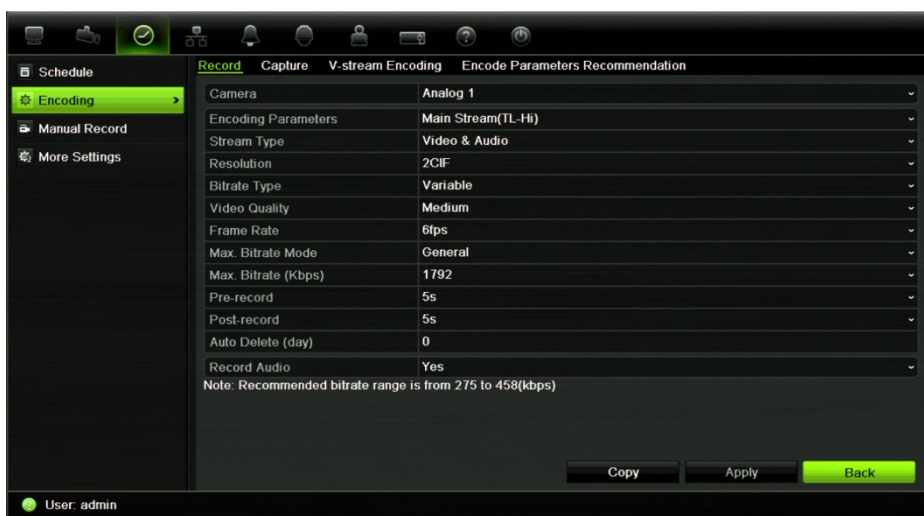 Schedule
Encoding
Manual Record
More Settings
Record Capture V-stream Encoding Encode Parameters Recommendation
Camera Analog 1
Encoding Parameters Main Stream(TL-Hi)
Stream Type Video & Audio
Resolution 2CIF
Bitrate Type Variable
Video Quality Medium
Frame Rate 6fps
Max. Bitrate Mode General
Max. Bitrate (Kbps) 1792
Pre-record 5s
Post-record 5s
Auto Delete (day) 0
Record Audio Yes
Note: Recommended bitrate range is from 275 to 458(kbps)
Copy Apply Back
User: admin